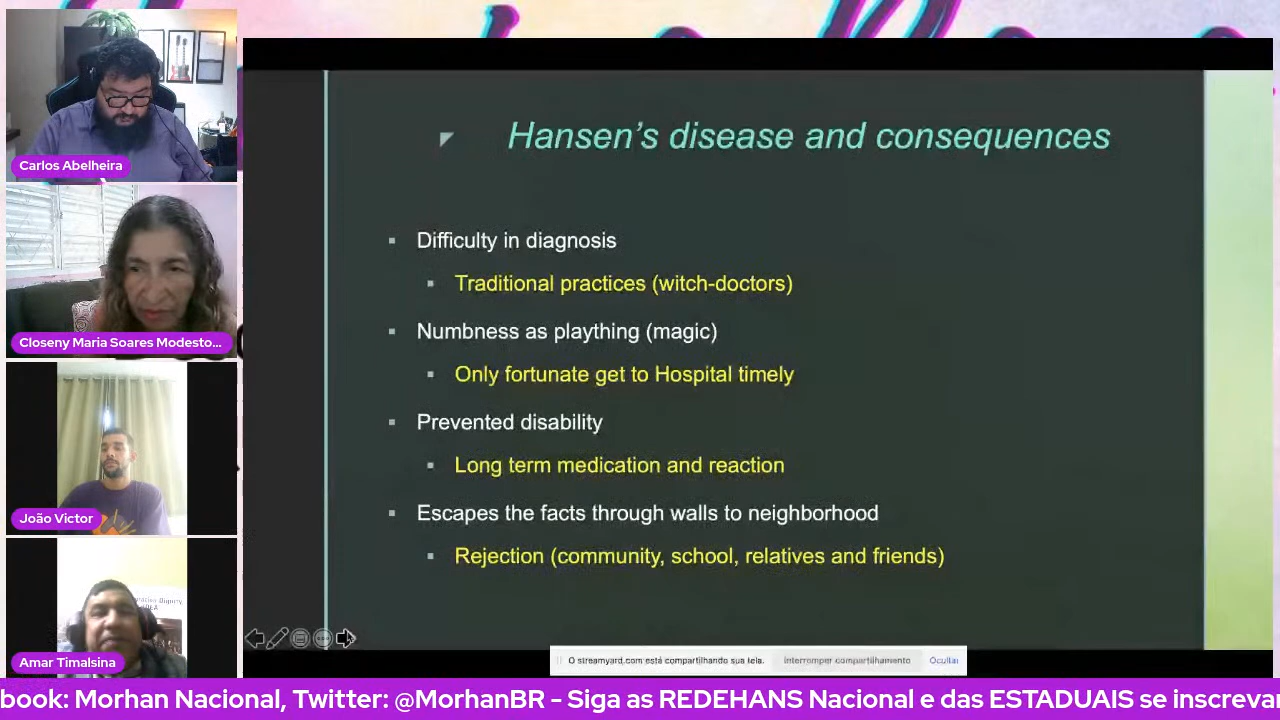 Carlos Abelheira
Closeny Maria Soares Modesto...
João Victor
Amar Timalsina
Hansen's disease and consequences
Difficulty in diagnosis
Traditional practices (witch-doctors)
Numbness as plaything (magic)
Only fortunate get to Hospital timely
Prevented disability
Long term medication and reaction
Escapes the facts through walls to neighborhood
Rejection (community, school, relatives and friends)
O streamyard.com está compartilhando sua tela. Interromper compartilhamento Ocultar
book: Morhan Nacional, Twitter: @MorhanBR - Siga as REDEHANS Nacional e das ESTADUAIS se inscreva